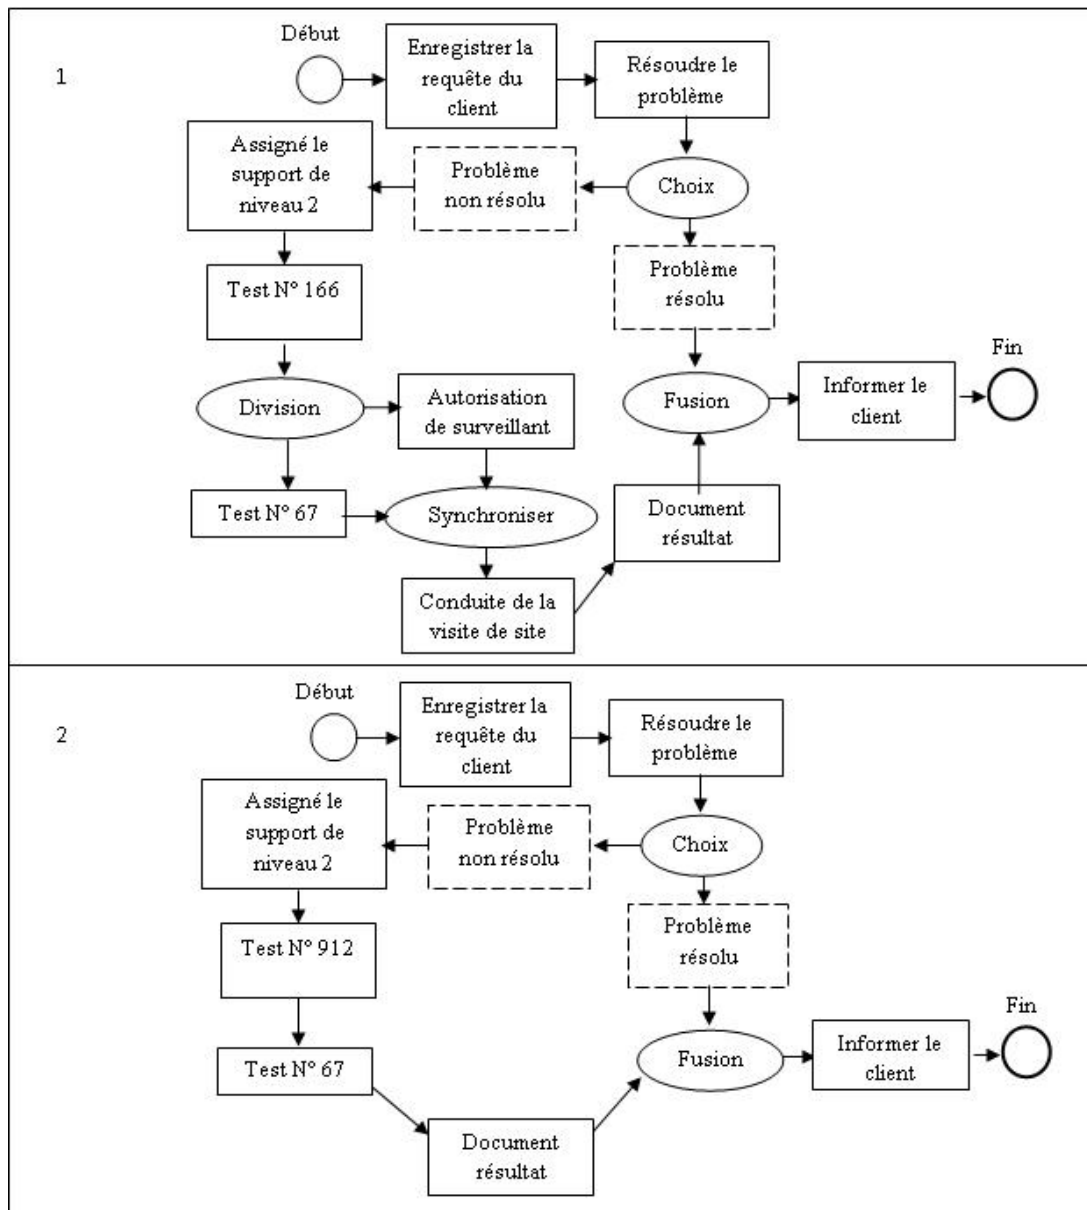 1
Début
Enregistrer la
requête du
client
Résoudre le
problème
Assigné le
support de
niveau 2
Problème
non résolu
Choix
Problème
résolu
Test N° 166
Division
Autorisation
de surveillant
Fusion
Informer le
client
Fin
Test N° 67
Synchroniser
Document
résultat
Conduite de la
visite de site
2
Début
Enregistrer la
requête du
client
Résoudre le
problème
Assigné le
support de
niveau 2
Problème
non résolu
Choix
Problème
résolu
Test N° 912
Test N° 67
Fusion
Informer le
client
Fin
Document
résultat